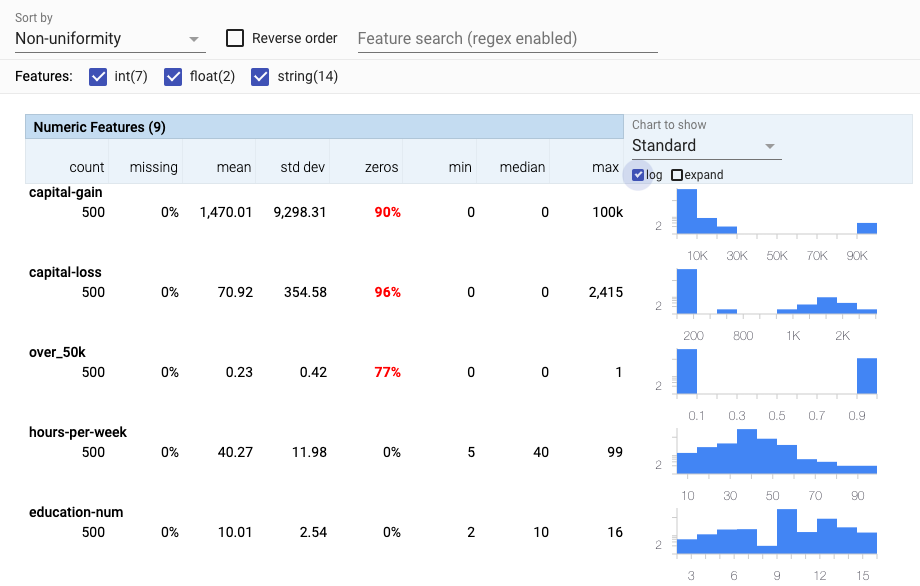 Sort by
Non-uniformity
Reverse order
Feature search (regex enabled)
Features: int(7) float(2) string(14)
Numeric Features (9)
Chart to show
Standard
count missing mean std dev zeros min median max
log expand
capital-gain
500 0% 1,470.01 9,298.31 90% 0 0 100k
2
10K 30K 50K 70K 90K
capital-loss
500 0% 70.92 354.58 96% 0 0 2,415
2
200 800 1K 2K
over_50k
500 0% 0.23 0.42 77% 0 0 1
2
0.1 0.3 0.5 0.7 0.9
hours-per-week
500 0% 40.27 11.98 0% 5 40 99
2
10 30 50 70 90
education-num
500 0% 10.01 2.54 0% 2 10 16
2
3 6 9 12 15